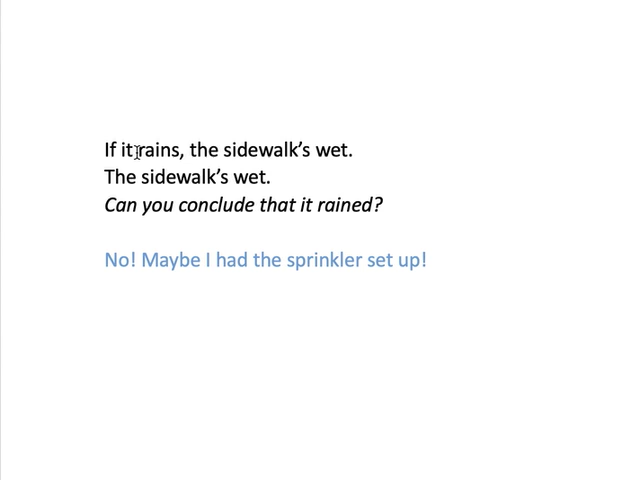 If it rains, the sidewalk’s wet.
The sidewalk’s wet.
Can you conclude that it rained?
No! Maybe I had the sprinkler set up!